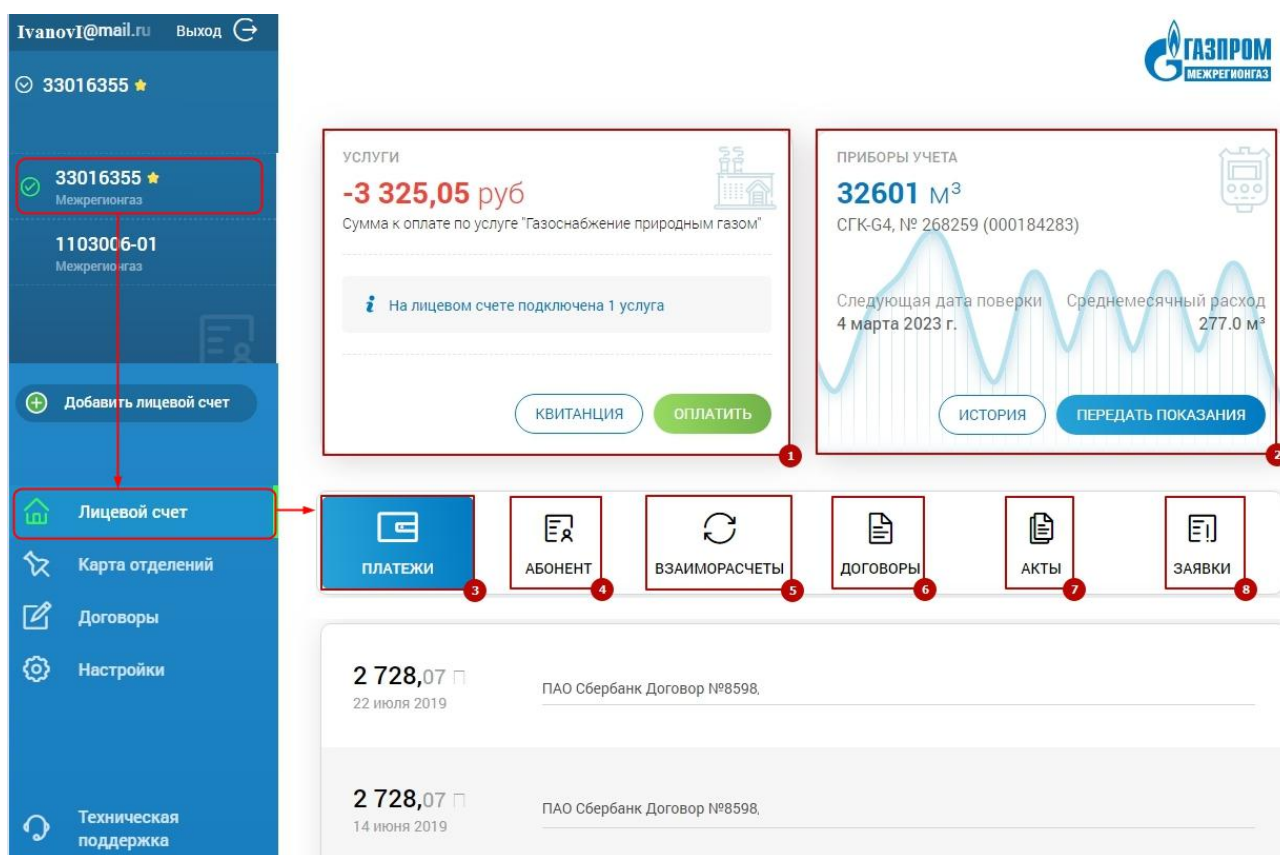 IvanovI@mail.ru Выход
33016355
33016355
Межрегионгаз
1103006-01
Межрегионгаз
Добавить лицевой счет
Лицевой счет
Карта отделений
Договоры
Настройки
Техническая
поддержка
ГАЗПРОМ
МЕЖРЕГИОНГАЗ
УСЛУГИ
-3 325,05 руб
Сумма к оплате по услуге "Газоснабжение природным газом"
i На лицевом счете подключена 1 услуга
КВИТАНЦИЯ ОПЛАТИТЬ
1
ПРИБОРЫ УЧЕТА
32601 м³
СГК-G4, № 268259 (000184283)
Следующая дата поверки Среднемесячный расход
4 марта 2023 г. 277.0 м³
ИСТОРИЯ ПЕРЕДАТЬ ПОКАЗАНИЯ
2
ПЛАТЕЖИ АБОНЕНТ ВЗАИМОРАСЧЕТЫ ДОГОВОРЫ АКТЫ ЗАЯВКИ
3 4 5 6 7 8
2 728,07
22 июля 2019
ПАО Сбербанк Договор №8598,
2 728,07
14 июня 2019
ПАО Сбербанк Договор №8598,